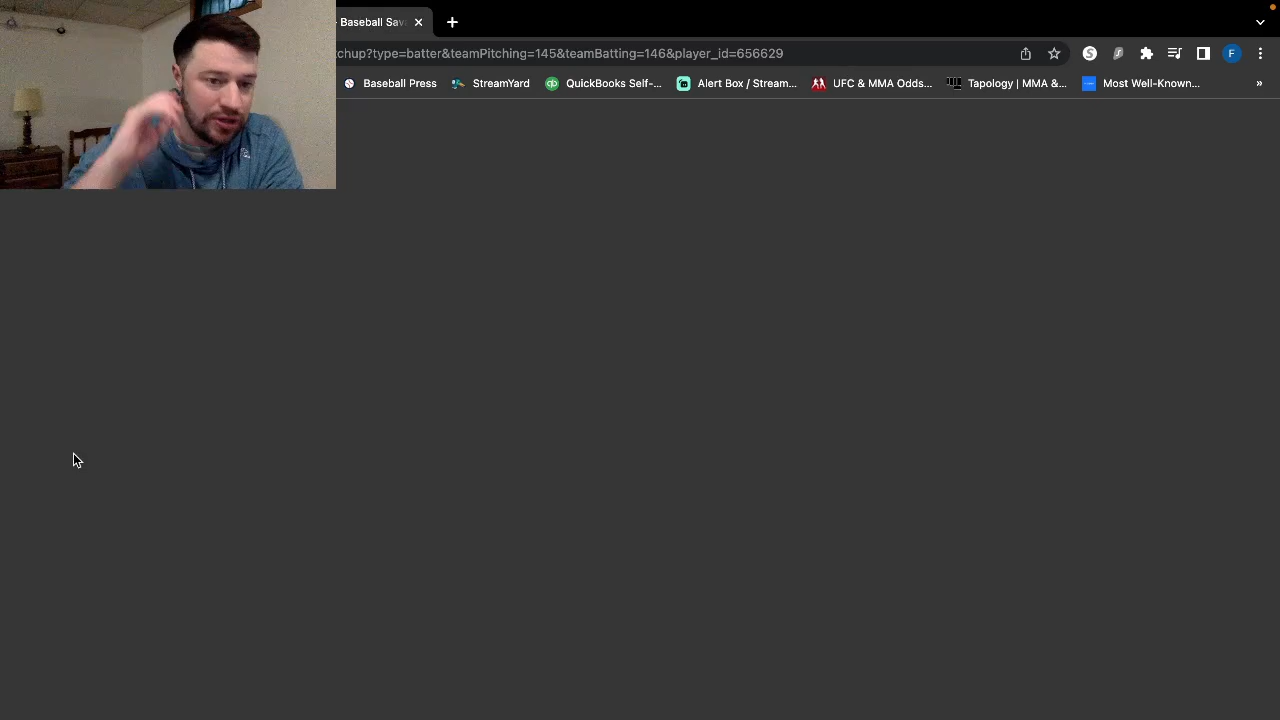 Baseball Sav
tchup?type=batter&teamPitching=145&teamBatting=146&player_id=656629
S
F
Baseball Press
StreamYard
QuickBooks Self-...
Alert Box / Stream...
UFC & MMA Odds...
Tapology | MMA &...
Most Well-Known...
»